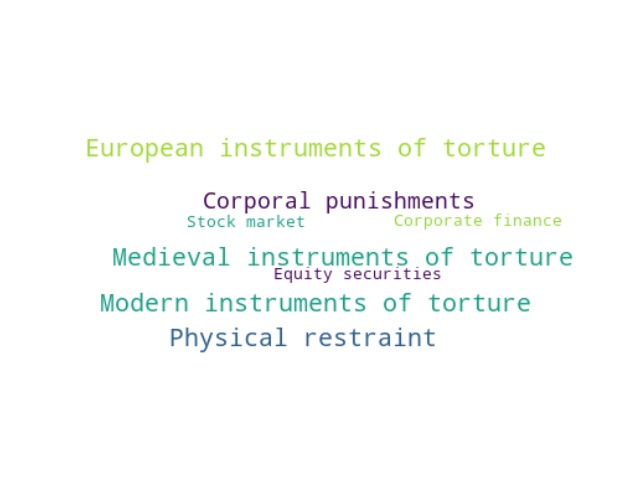 European instruments of torture
Corporal punishments
Stock market
Corporate finance
Medieval instruments of torture
Equity securities
Modern instruments of torture
Physical restraint